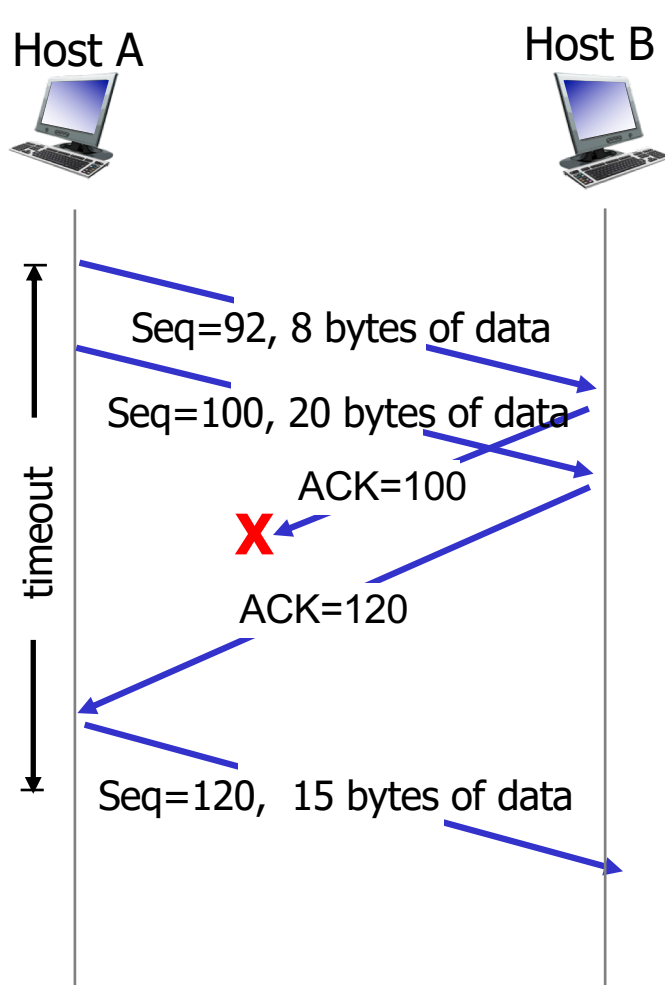 Host A
Host B
Seq=92, 8 bytes of data
Seq=100, 20 bytes of data
ACK=100
X
timeout
ACK=120
Seq=120, 15 bytes of data